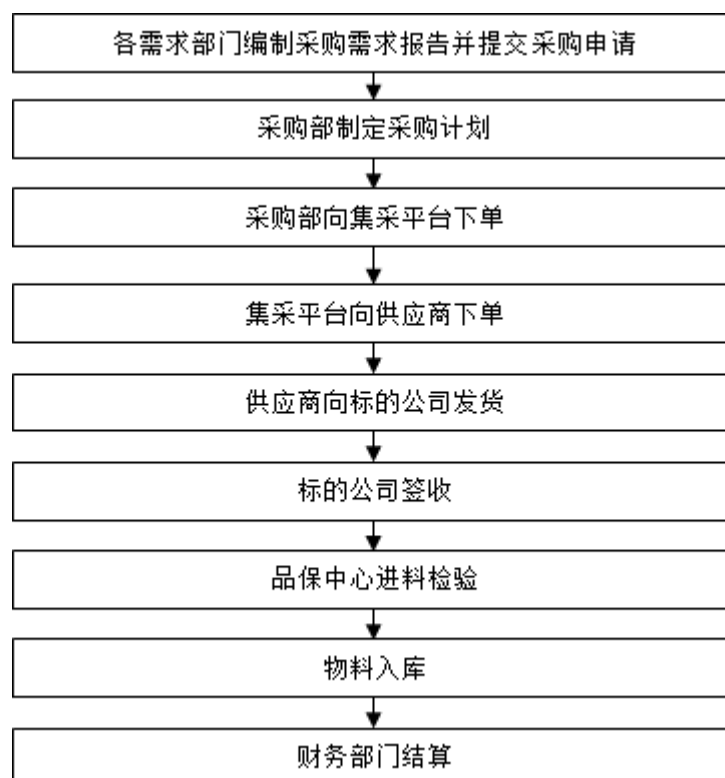 各需求部门编制采购需求报告并提交采购申请
采购部制定采购计划
采购部向集采平台下单
集采平台向供应商下单
供应商向标的公司发货
标的公司签收
品保中心进料检验
物料入库
财务部门结算